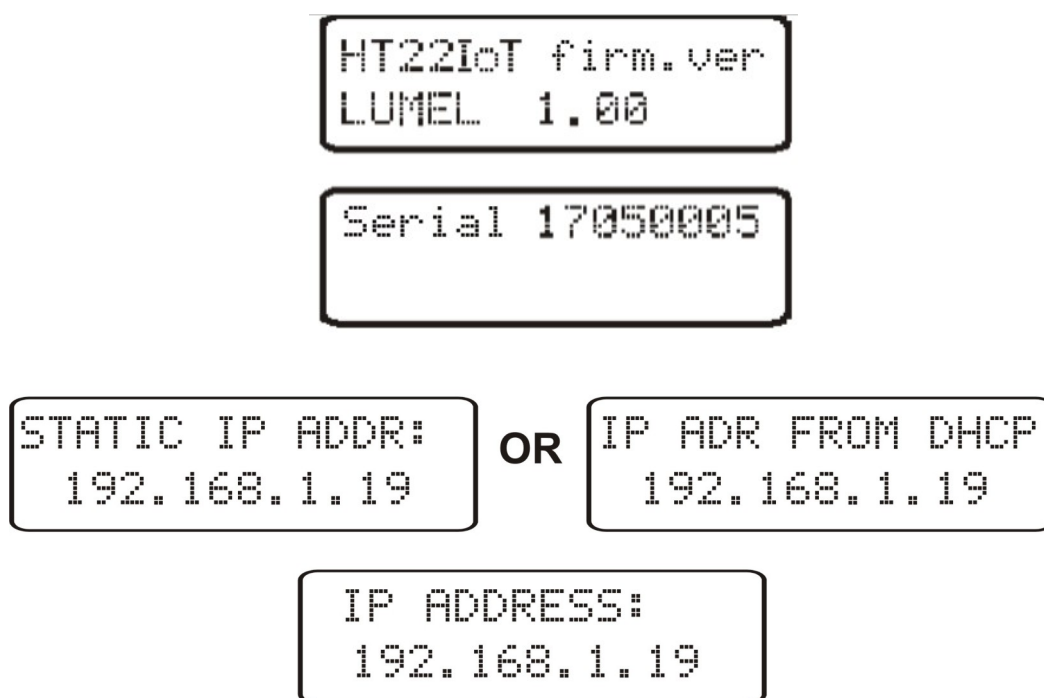 HT22IoT firm.ver
LUMEL 1.00
Serial 17050005
STATIC IP ADDR:
192.168.1.19
OR
IP ADR FROM DHCP
192.168.1.19
IP ADDRESS:
192.168.1.19